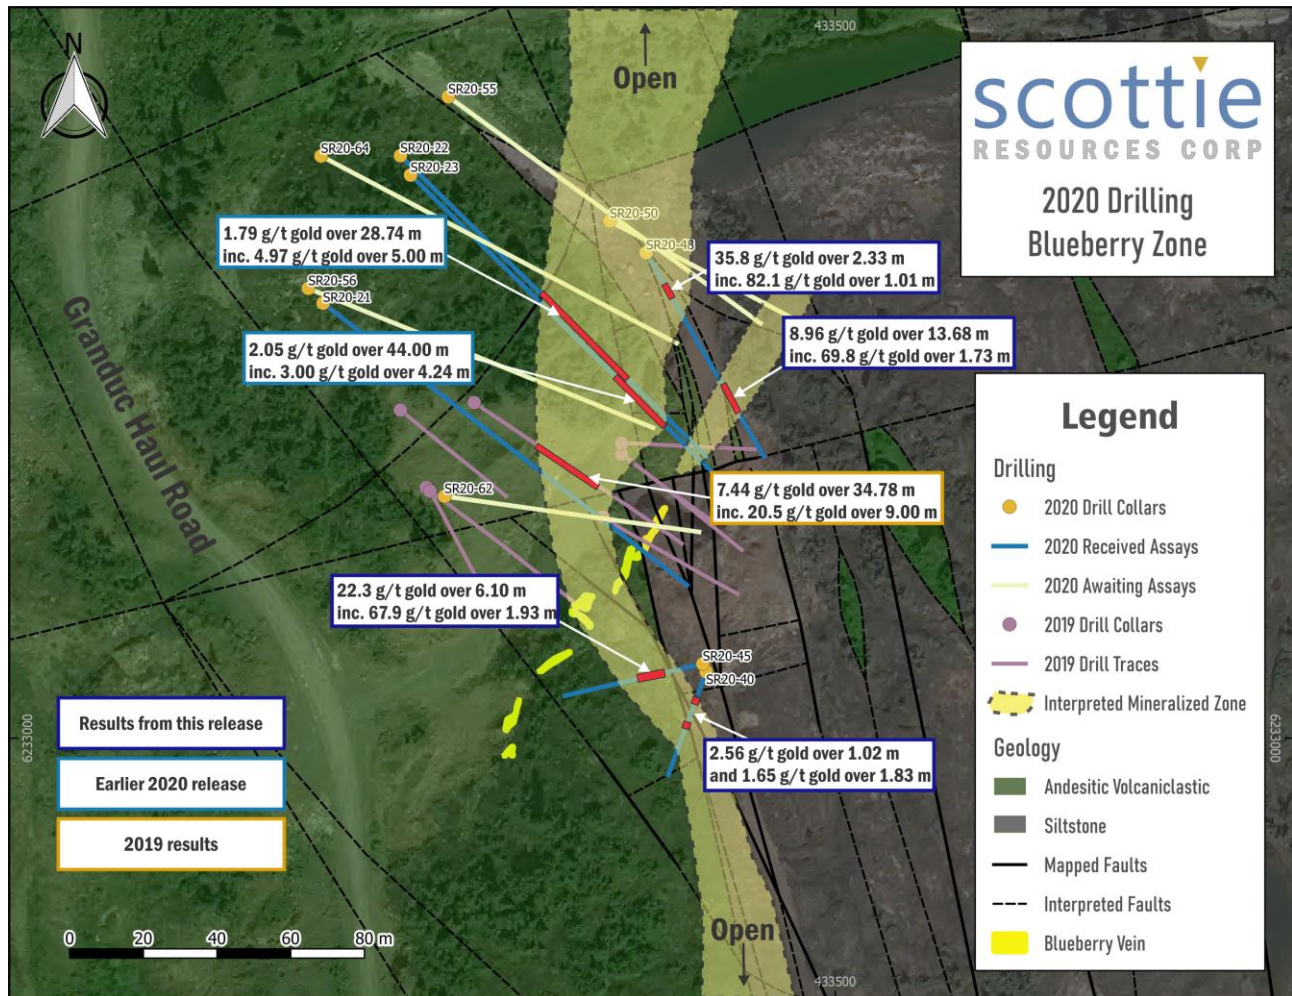 433500
N
Open
SR20-55
SR20-64
SR20-22
SR20-23
SR20-50
SR20-48
SR20-56
SR20-21
SR20-62
SR20-45
SR20-40
scottie
RESOURCES CORP
2020 Drilling
Blueberry Zone
1.79 g/t gold over 28.74 m
inc. 4.97 g/t gold over 5.00 m
35.8 g/t gold over 2.33 m
inc. 82.1 g/t gold over 1.01 m
2.05 g/t gold over 44.00 m
inc. 3.00 g/t gold over 4.24 m
8.96 g/t gold over 13.68 m
inc. 69.8 g/t gold over 1.73 m
7.44 g/t gold over 34.78 m
inc. 20.5 g/t gold over 9.00 m
22.3 g/t gold over 6.10 m
inc. 67.9 g/t gold over 1.93 m
2.56 g/t gold over 1.02 m
and 1.65 g/t gold over 1.83 m
Granduc Haul Road
6233000
Results from this release
Earlier 2020 release
2019 results
0 20 40 60 80 m
Open
433500
6233000
Legend
Drilling
2020 Drill Collars
2020 Received Assays
2020 Awaiting Assays
2019 Drill Collars
2019 Drill Traces
Interpreted Mineralized Zone
Geology
Andesitic Volcaniclastic
Siltstone
Mapped Faults
Interpreted Faults
Blueberry Vein